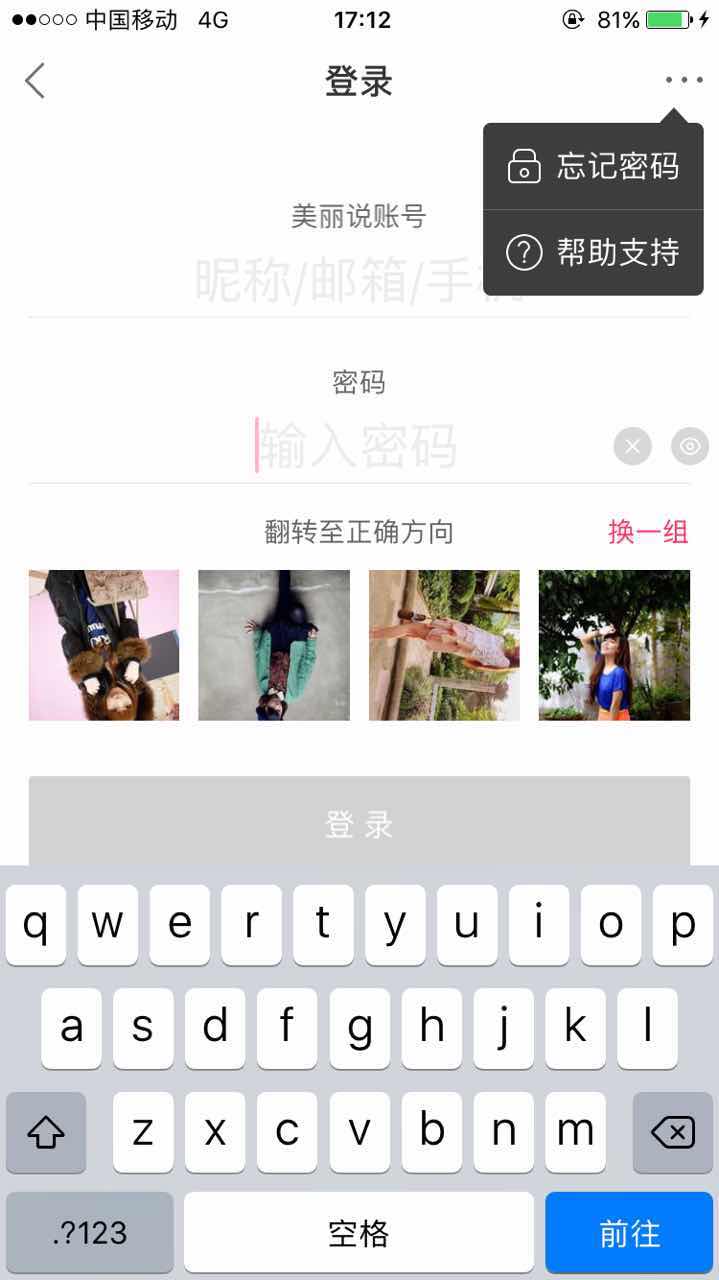 中国移动 4G 17:12 81%
登录
忘记密码
帮助支持
美丽说账号
昵称/邮箱/手机
密码
输入密码
翻转至正确方向 换一组
登 录
q w e r t y u i o p
a s d f g h j k l
z x c v b n m
.?123 空格 前往